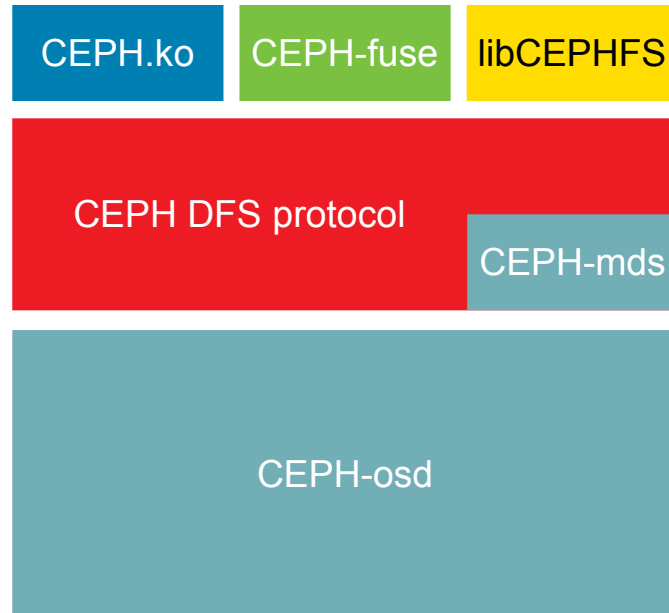 CEPH.ko
CEPH-fuse
libCEPHFS
CEPH DFS protocol
CEPH-mds
CEPH-osd